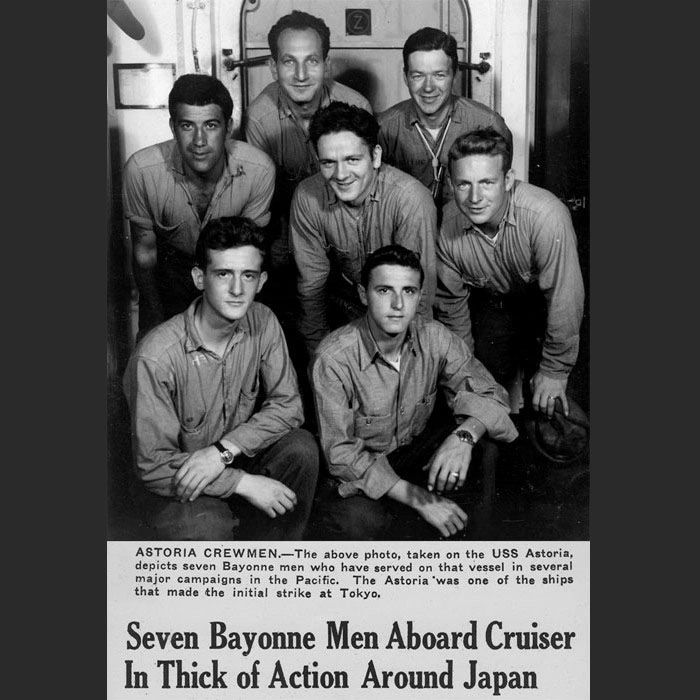 Z
ASTORIA CREWMEN.—The above photo, taken on the USS Astoria,
depicts seven Bayonne men who have served on that vessel in several
major campaigns in the Pacific. The Astoria was one of the ships
that made the initial strike at Tokyo.
Seven Bayonne Men Aboard Cruiser
In Thick of Action Around Japan